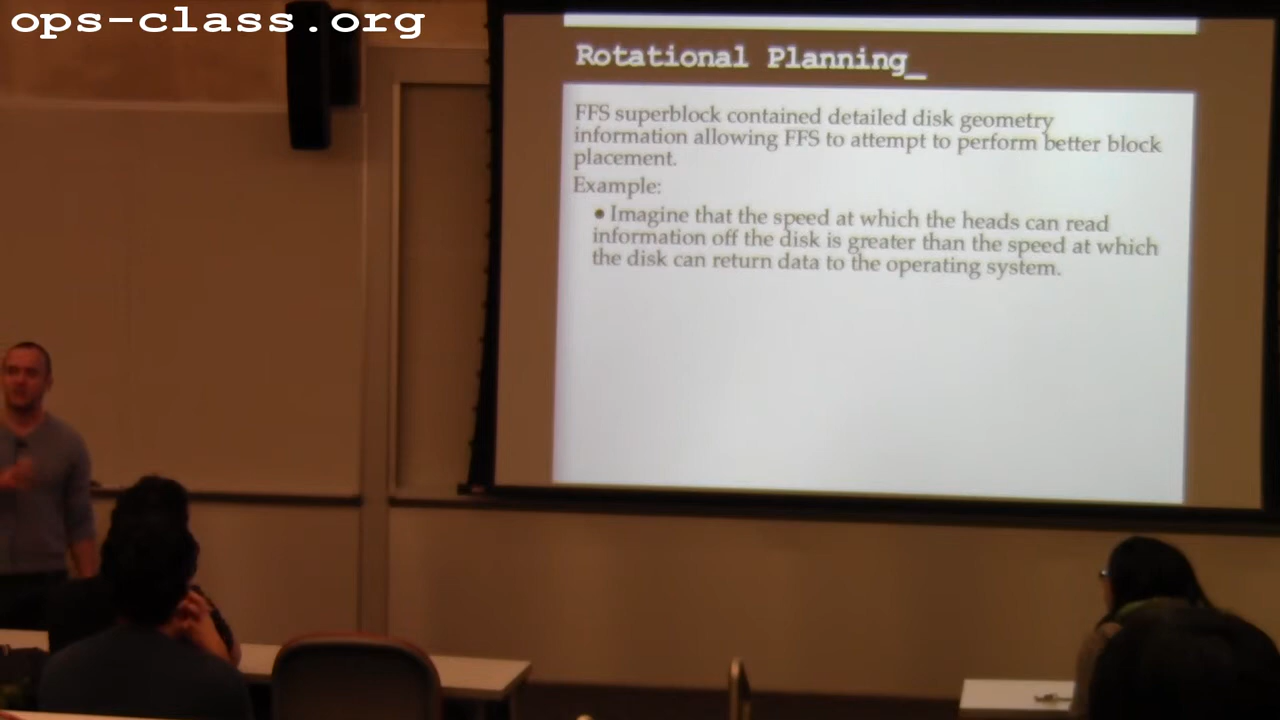 ops-class.org
Rotational Planning_
FFS superblock contained detailed disk geometry
information allowing FFS to attempt to perform better block
placement.
Example:
• Imagine that the speed at which the heads can read
information off the disk is greater than the speed at which
the disk can return data to the operating system.